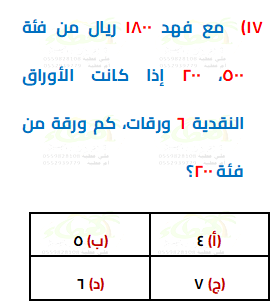 ١٧) مع فهد ١٨٠٠ ريال من فئة
٥٠٠، ٢٠٠ إذا كانت الأوراق
النقدية ٦ ورقات، كم ورقة من
فئة ٢٠٠؟
(أ) ٤ (ب) ٥
(ج) ٧ (د) ٦